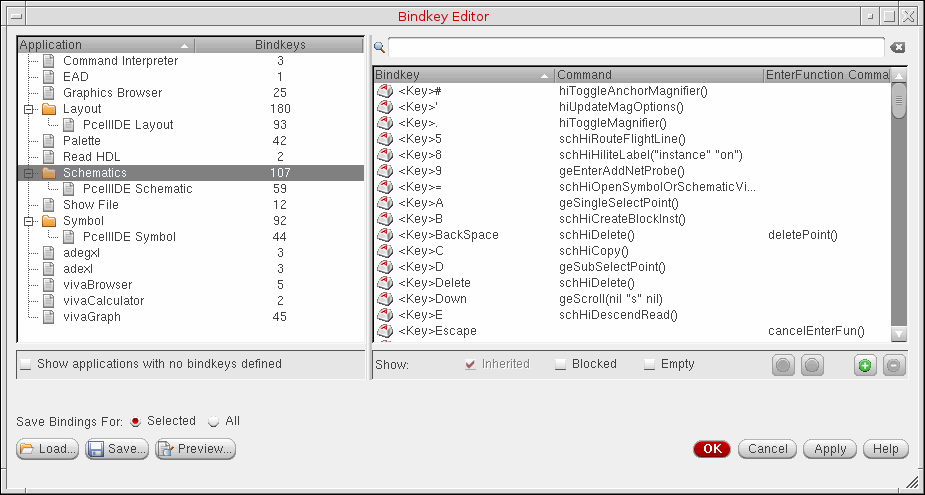 Bindkey Editor
Application Bindkeys
Command Interpreter 3
EAD 1
Graphics Browser 25
Layout 180
PcellIDE Layout 93
Palette 42
Read HDL 2
Schematics 107
PcellIDE Schematic 59
Show File 12
Symbol 92
PcellIDE Symbol 44
adegxl 3
adexl 3
vivaBrowser 5
vivaCalculator 2
vivaGraph 45
Show applications with no bindkeys defined
Bindkey Command EnterFunction Comma
<Key># hiToggleAnchorMagnifier()
<Key>' hiUpdateMagOptions()
<Key>. hiToggleMagnifier()
<Key>5 schHiRouteFlightLine()
<Key>8 schHiHiliteLabel("instance" "on")
<Key>9 geEnterAddNetProbe()
<Key>= schHiOpenSymbolOrSchematicVi...
<Key>A geSingleSelectPoint()
<Key>B schHiCreateBlockInst()
<Key>BackSpace schHiDelete() deletePoint()
<Key>C schHiCopy()
<Key>D geSubSelectPoint()
<Key>Delete schHiDelete()
<Key>Down geScroll(nil "s" nil)
<Key>E schHiDescendRead()
<Key>Escape cancelEnterFun()
Show: Inherited Blocked Empty
Save Bindings For: Selected All
Load... Save... Preview...
OK Cancel Apply Help